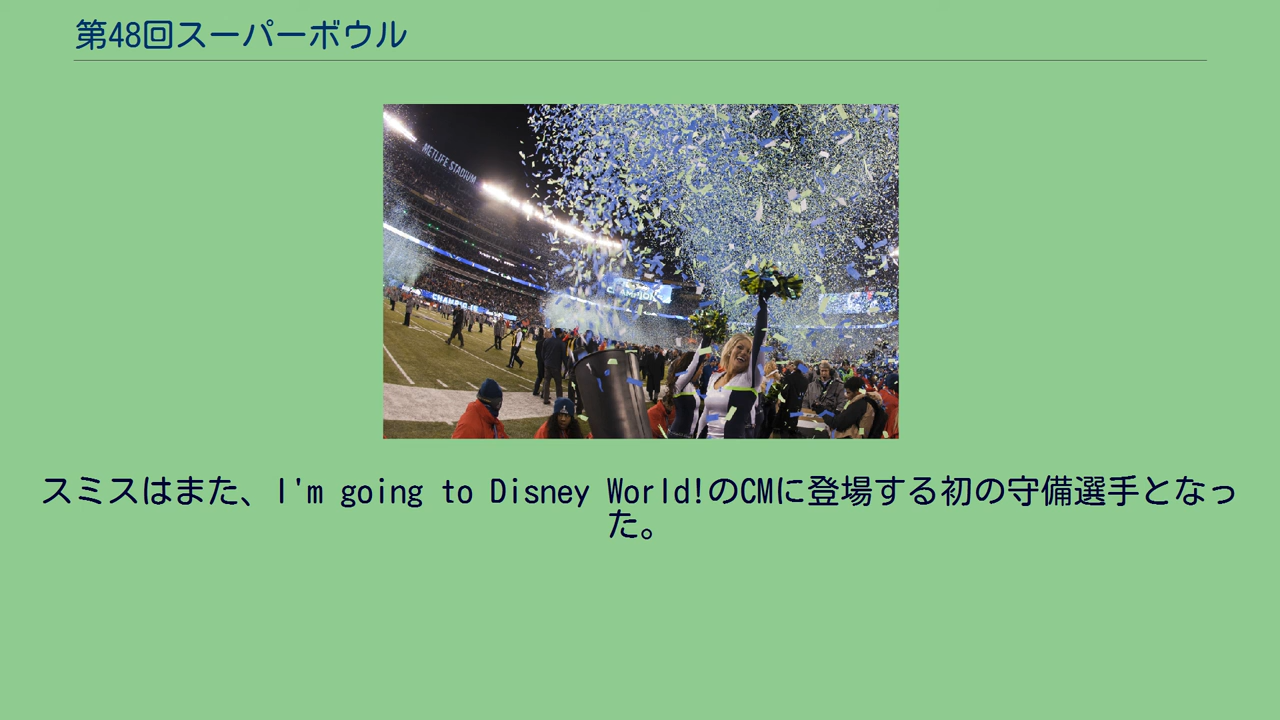 第48回スーパーボウル
METLIFE STADIUM
CHAMPION
スミスはまた、I'm going to Disney World!のCMに登場する初の守備選手となっ
た。